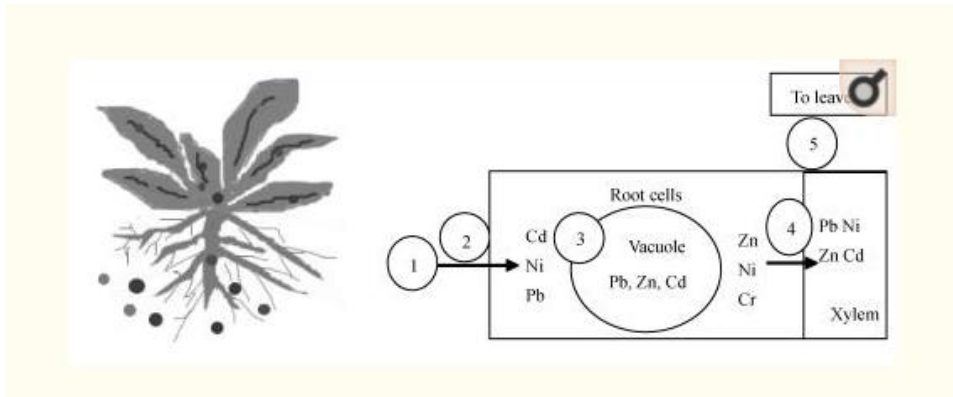 To leav
5
Root cells
1
2
Cd
Ni
Pb
3
Vacuole
Pb, Zn, Cd
Zn
Ni
Cr
4
Pb Ni
Zn Cd
Xylem